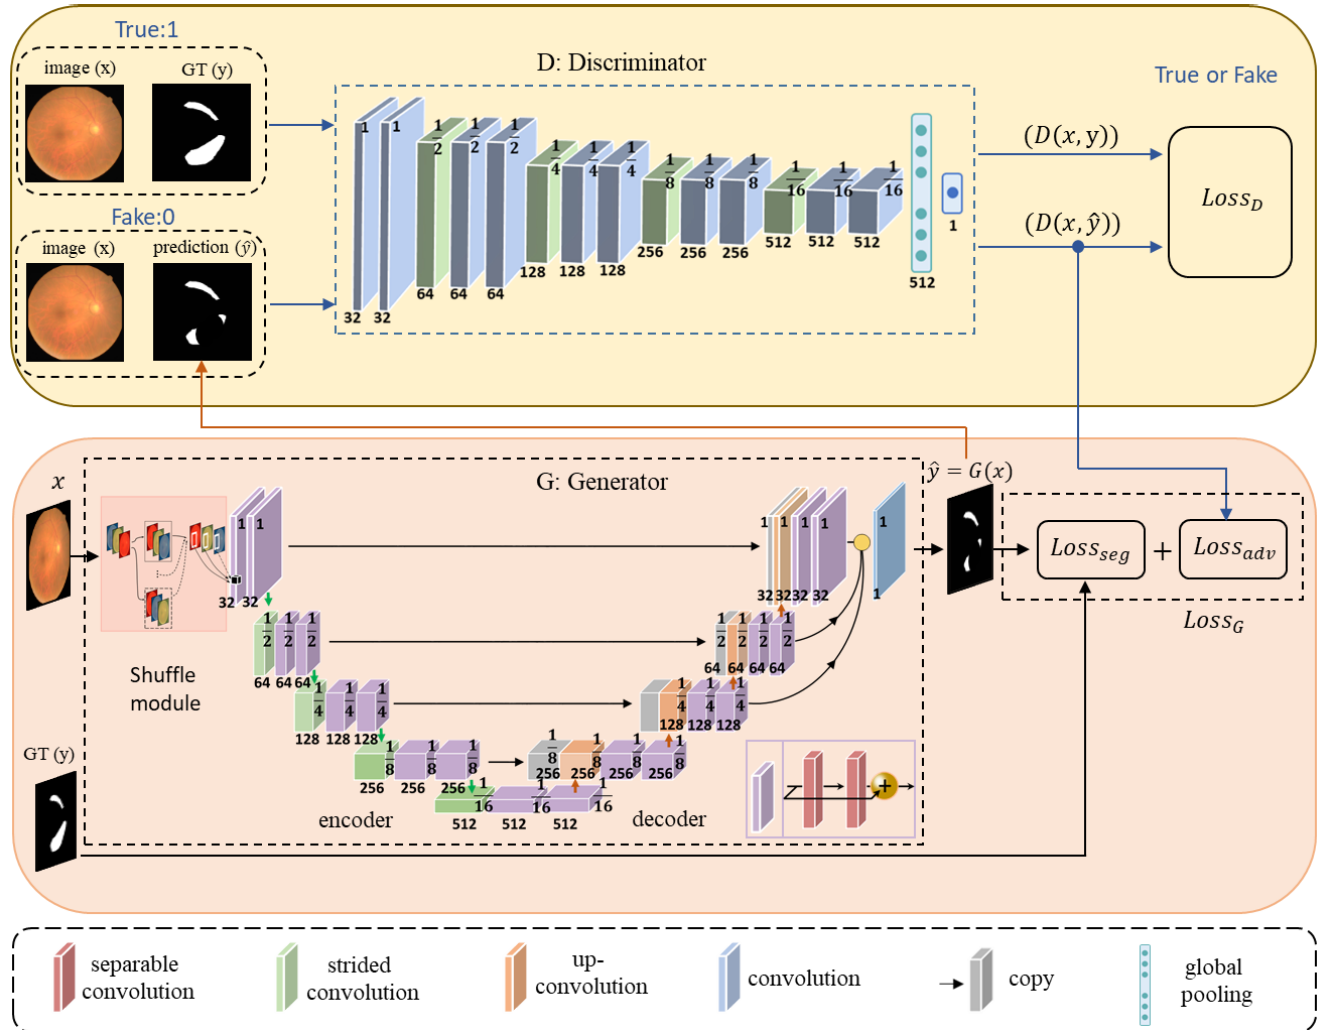 True:1
image (x) GT (y)
D: Discriminator
True or Fake
1 1 1/2 1/2 1/2 1/4 1/4 1/4 1/8 1/8 1/8 1/16 1/16 1/16
32 32 64 64 64 128 128 128 256 256 256 512 512 512 512 1
(D(x, y))
Loss_D
(D(x, ŷ))
Fake:0
image (x) prediction (ŷ)
x
G: Generator
ŷ = G(x)
1 1 1 1 1 1 1
32 32 32 32 32 32 1
Loss_seg + Loss_adv
Loss_G
1/2 1/2 1/2 1/2 1/2 1/2 1/2
64 64 64 64 64 64 64
Shuffle
module
1/4 1/4 1/4 1/4 1/4 1/4
128 128 128 128 128 128
GT (y)
1/8 1/8 1/8 1/8 1/8 1/8 1/8
256 256 256 256 256 256 256
1/16 1/16 1/16
512 512 512
encoder decoder
+
separable
convolution
strided
convolution
up-
convolution
convolution
copy
global
pooling